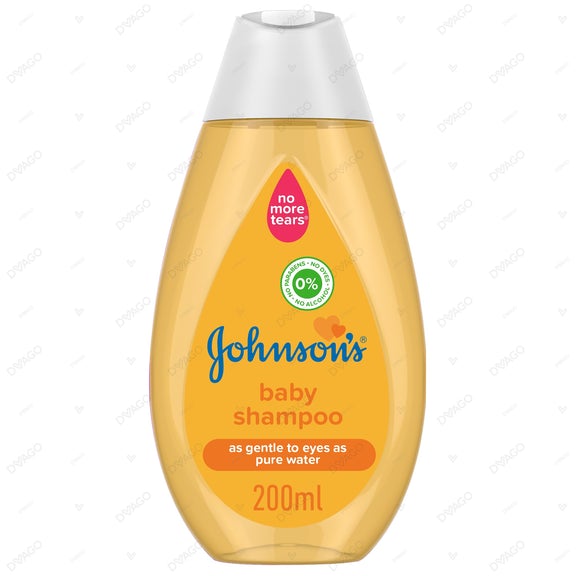 no
more
tears®
NO PARABENS • NO DYES • NO ALCOHOL •
0%
Johnson's®
baby
shampoo
as gentle to eyes as
pure water
200ml
DVAGO